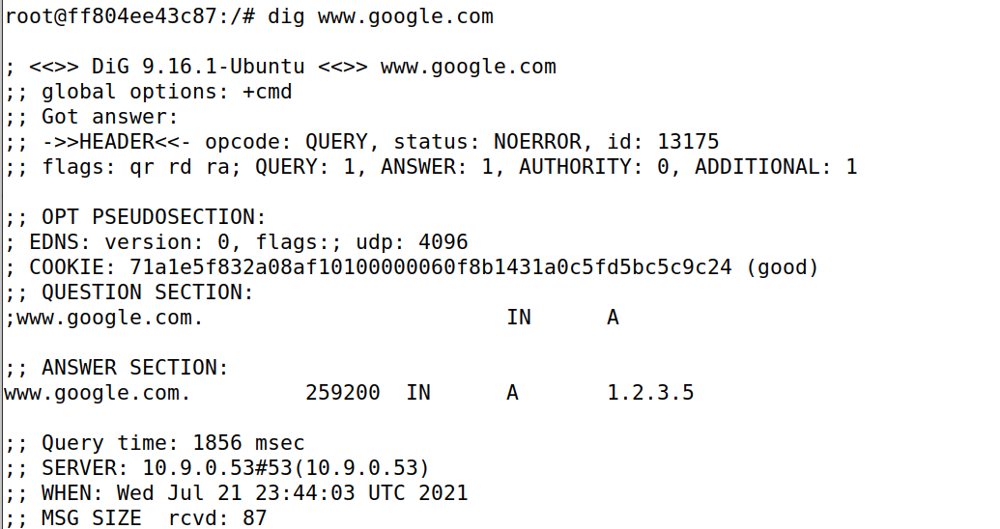 root@ff804ee43c87:/# dig www.google.com
; <<>> DiG 9.16.1-Ubuntu <<>> www.google.com
;; global options: +cmd
;; Got answer:
;; ->>HEADER<<- opcode: QUERY, status: NOERROR, id: 13175
;; flags: qr rd ra; QUERY: 1, ANSWER: 1, AUTHORITY: 0, ADDITIONAL: 1
;; OPT PSEUDOSECTION:
; EDNS: version: 0, flags:; udp: 4096
; COOKIE: 71a1e5f832a08af10100000060f8b1431a0c5fd5bc5c9c24 (good)
;; QUESTION SECTION:
;www.google.com. IN A
;; ANSWER SECTION:
www.google.com. 259200 IN A 1.2.3.5
;; Query time: 1856 msec
;; SERVER: 10.9.0.53#53(10.9.0.53)
;; WHEN: Wed Jul 21 23:44:03 UTC 2021
;; MSG SIZE rcvd: 87